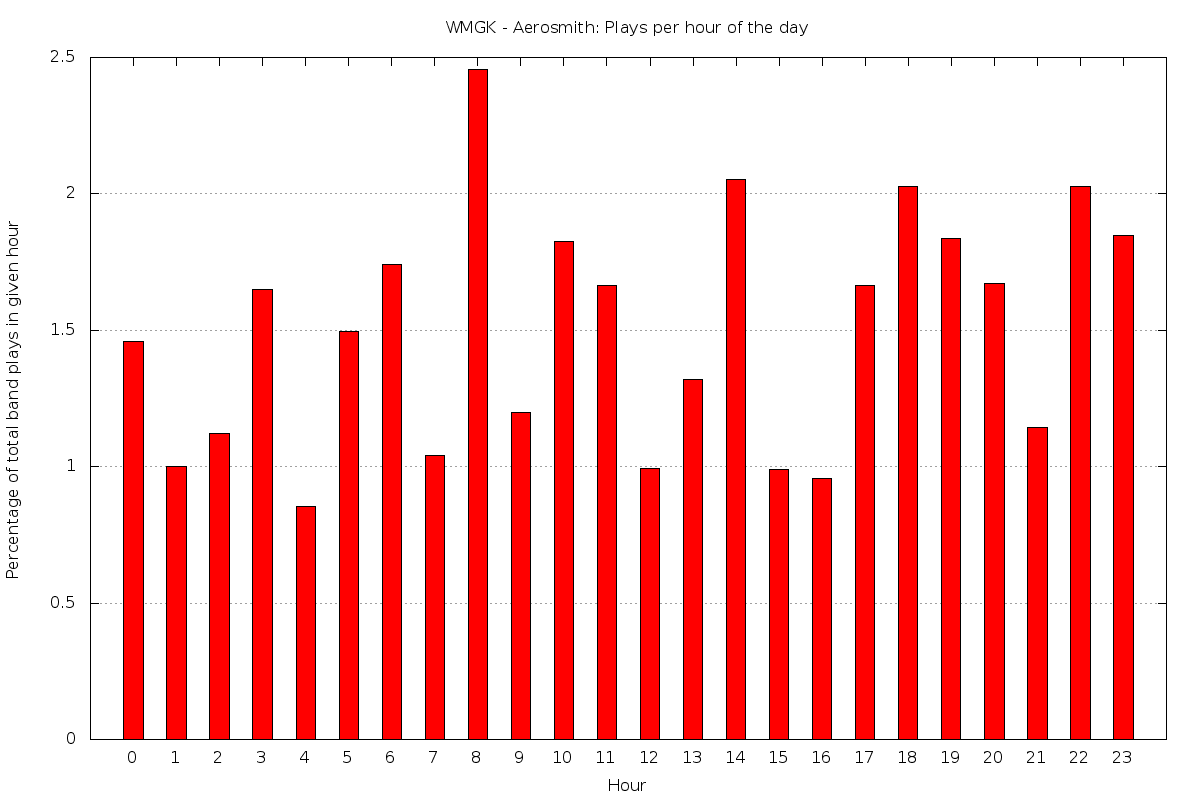 WMGK - Aerosmith: Plays per hour of the day
Percentage of total band plays in given hour
2.5
2
1.5
1
0.5
0
0 1 2 3 4 5 6 7 8 9 10 11 12 13 14 15 16 17 18 19 20 21 22 23
Hour